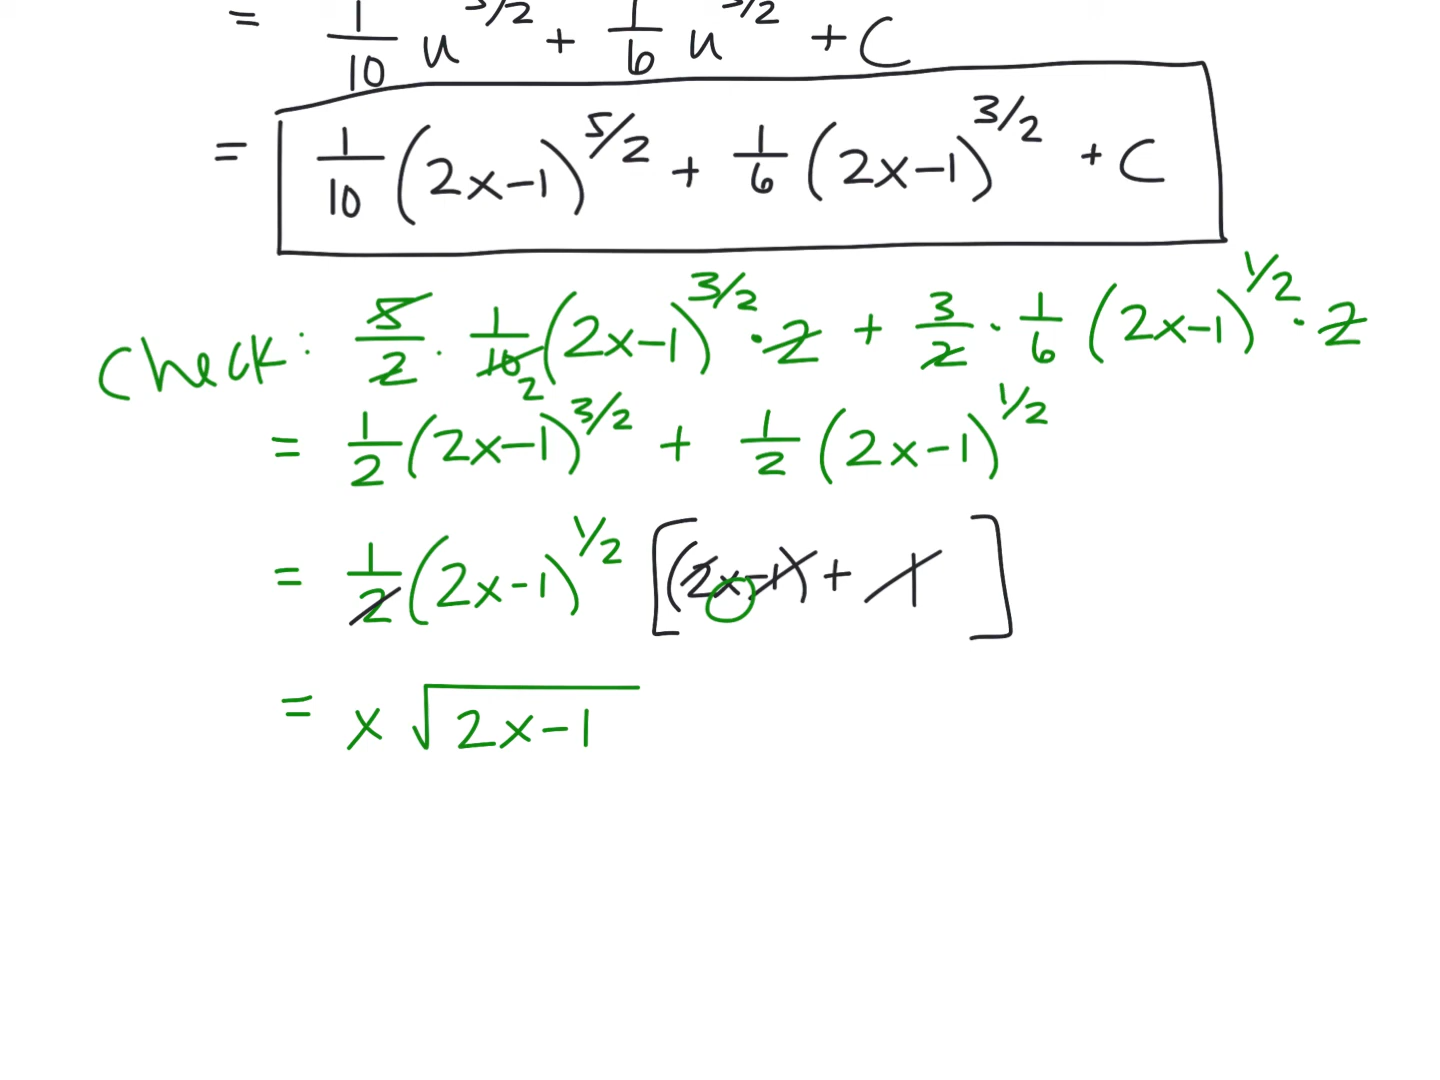 = 1/10 u^5/2 + 1/6 u^3/2 + C
= 1/10 (2x-1)^5/2 + 1/6 (2x-1)^3/2 + C
Check: 5/2 · 1/10 2 (2x-1)^3/2 · 2 + 3/2 · 1/6 (2x-1)^1/2 · 2
= 1/2 (2x-1)^3/2 + 1/2 (2x-1)^1/2
= 1/2 (2x-1)^1/2 [(2x-1) + 1]
= x √2x-1